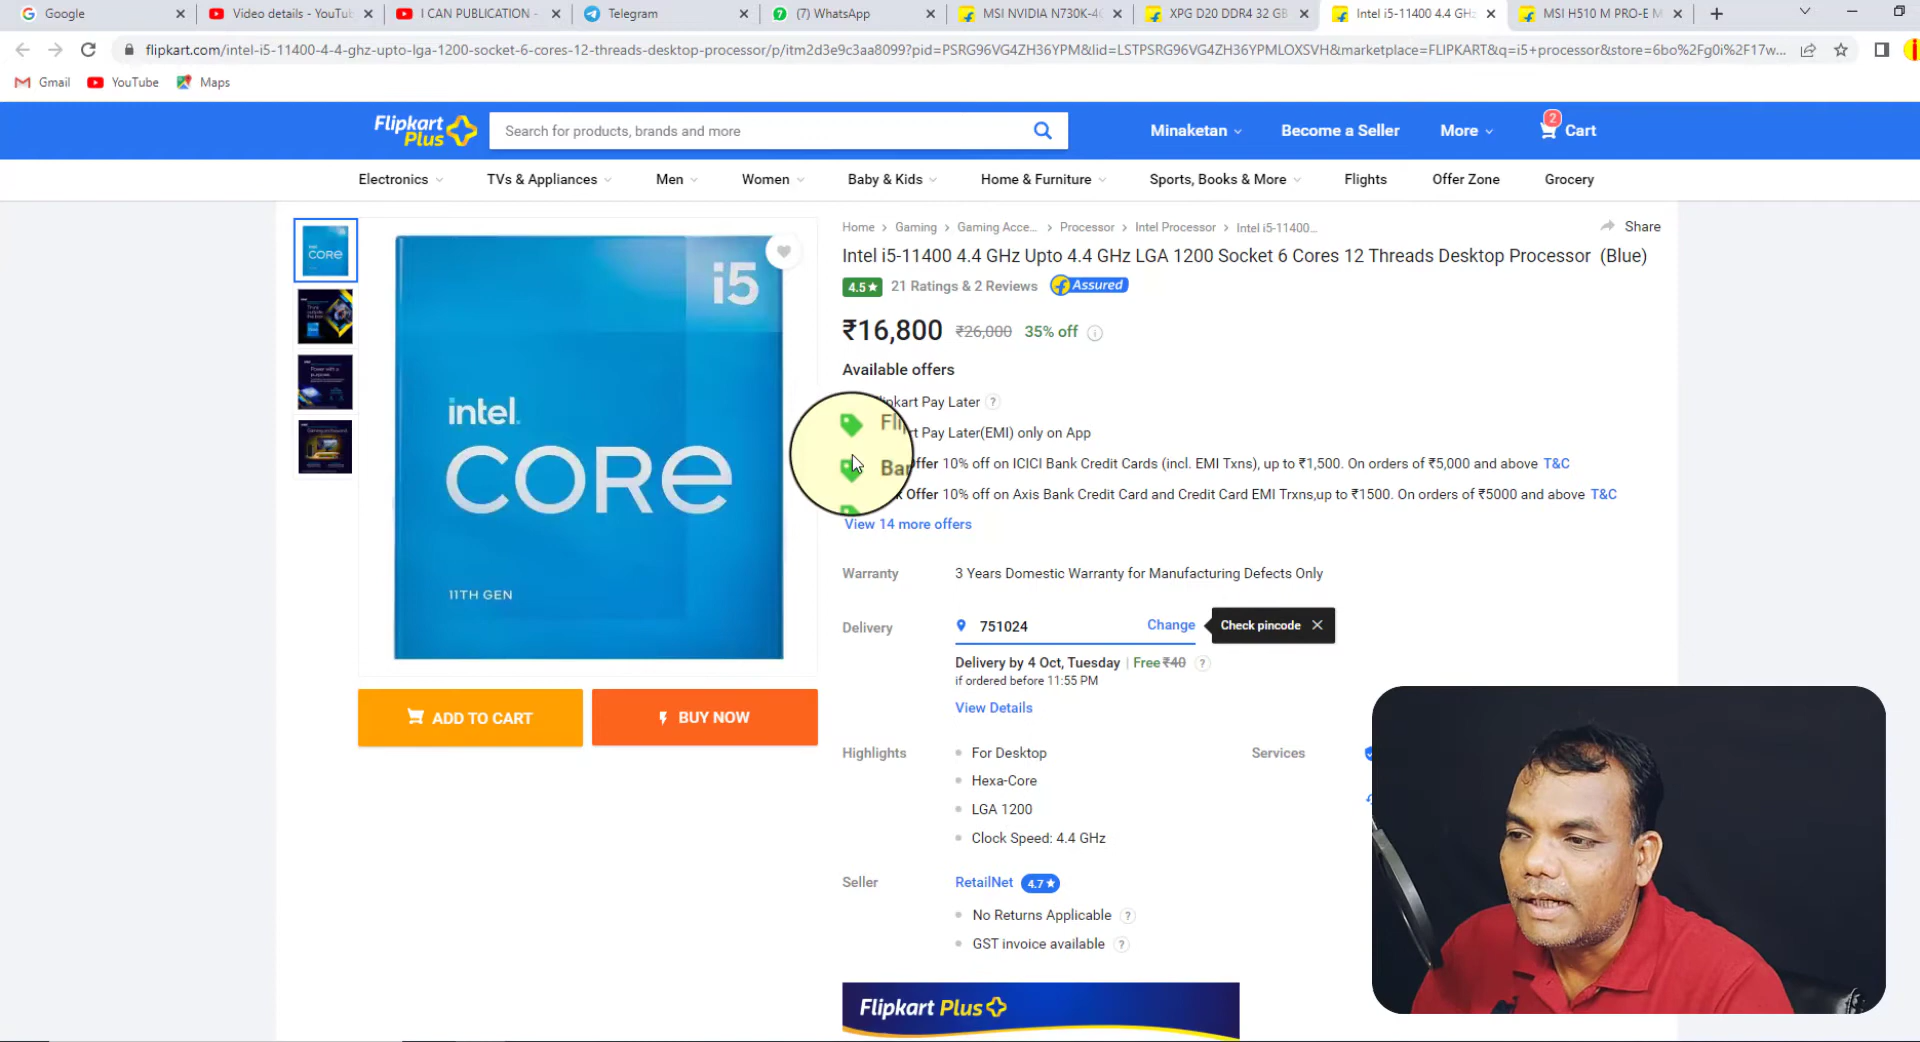 Google
Video details - YouTub
I CAN PUBLICATION -
Telegram
(7) WhatsApp
MSI NVIDIA N730K-4G
XPG D20 DDR4 32 GB
Intel i5-11400 4.4 GHz
MSI H510 M PRO-E M
flipkart.com/intel-i5-11400-4-4-ghz-upto-lga-1200-socket-6-cores-12-threads-desktop-processor/p/itm2d3e9c3aa8099?pid=PSRG96VG4ZH36YPM&lid=LSTPSRG96VG4ZH36YPMLOXSVH&marketplace=FLIPKART&q=i5+processor&store=6bo%2Fg0i%2F17w...
Gmail YouTube Maps
Flipkart Plus
Search for products, brands and more
Minaketan
Become a Seller
More
2
Cart
Electronics TVs & Appliances Men Women Baby & Kids Home & Furniture Sports, Books & More Flights Offer Zone Grocery
Home > Gaming > Gaming Acce... > Processor > Intel Processor > Intel i5-11400...
Share
Intel i5-11400 4.4 GHz Upto 4.4 GHz LGA 1200 Socket 6 Cores 12 Threads Desktop Processor (Blue)
4.5★ 21 Ratings & 2 Reviews Assured
₹16,800 ₹26,000 35% off
Available offers
ipkart Pay Later
rt Pay Later(EMI) only on App
Offer 10% off on ICICI Bank Credit Cards (incl. EMI Txns), up to ₹1,500. On orders of ₹5,000 and above T&C
k Offer 10% off on Axis Bank Credit Card and Credit Card EMI Trxns,up to ₹1500. On orders of ₹5000 and above T&C
View 14 more offers
Warranty 3 Years Domestic Warranty for Manufacturing Defects Only
Delivery 751024 Change Check pincode
Delivery by 4 Oct, Tuesday | Free ₹40
if ordered before 11:55 PM
View Details
Highlights
For Desktop
Hexa-Core
LGA 1200
Clock Speed: 4.4 GHz
Services
Seller RetailNet 4.7★
No Returns Applicable
GST invoice available
Flipkart Plus
i5
intel.
CORE
11TH GEN
ADD TO CART
BUY NOW